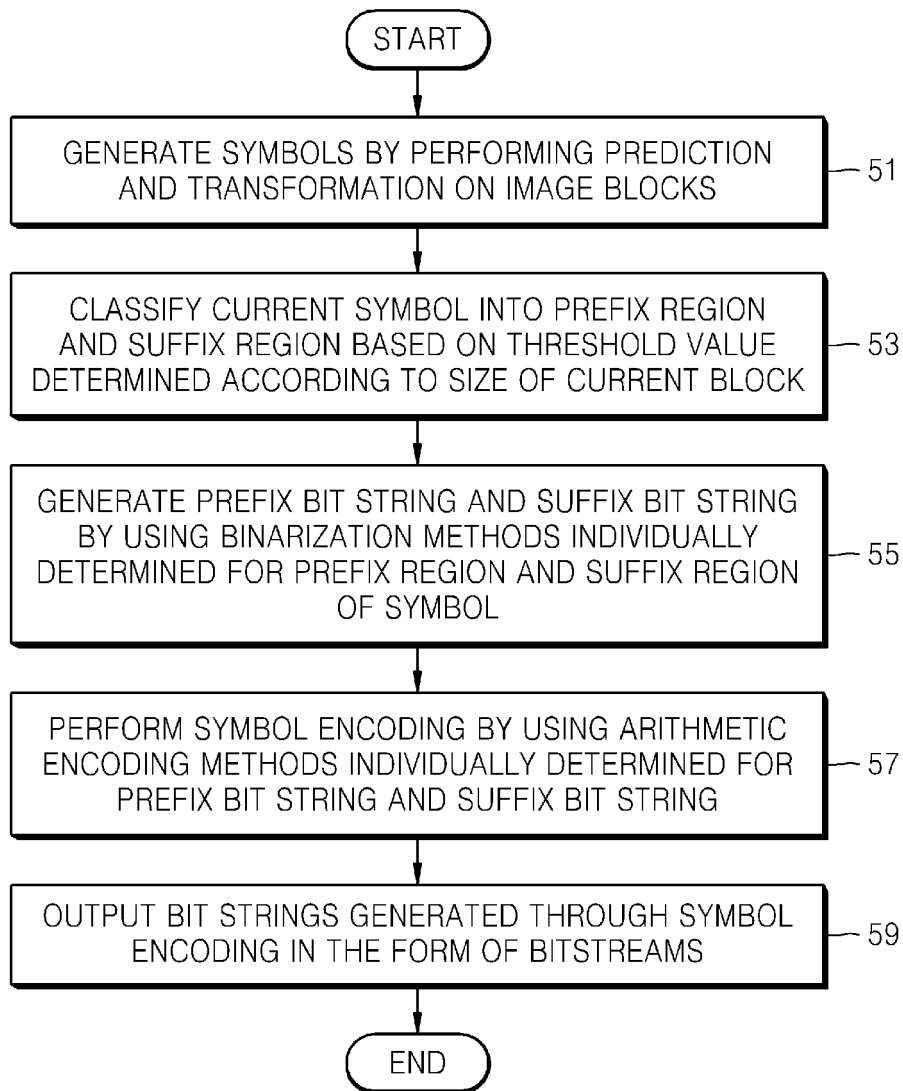 START
GENERATE SYMBOLS BY PERFORMING PREDICTION
AND TRANSFORMATION ON IMAGE BLOCKS
51
CLASSIFY CURRENT SYMBOL INTO PREFIX REGION
AND SUFFIX REGION BASED ON THRESHOLD VALUE
DETERMINED ACCORDING TO SIZE OF CURRENT BLOCK
53
GENERATE PREFIX BIT STRING AND SUFFIX BIT STRING
BY USING BINARIZATION METHODS INDIVIDUALLY
DETERMINED FOR PREFIX REGION AND SUFFIX REGION
OF SYMBOL
55
PERFORM SYMBOL ENCODING BY USING ARITHMETIC
ENCODING METHODS INDIVIDUALLY DETERMINED FOR
PREFIX BIT STRING AND SUFFIX BIT STRING
57
OUTPUT BIT STRINGS GENERATED THROUGH SYMBOL
ENCODING IN THE FORM OF BITSTREAMS
59
END